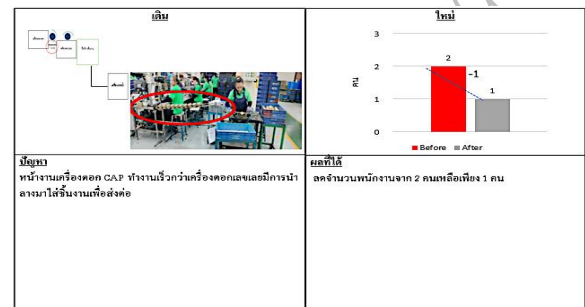 เดิม
ใหม่
3
2
1
0
คน
2
-1
1
Before
After
ปัญหา
หน้างานเครื่องตอก CAP ทำงานเร็วกว่าเครื่องตอกเลขเลยมีการนำ
ลางมาใส่ชิ้นงานเพื่อส่งต่อ
ผลที่ได้
ลดจำนวนพนักงานจาก 2 คนเหลือเพียง 1 คน